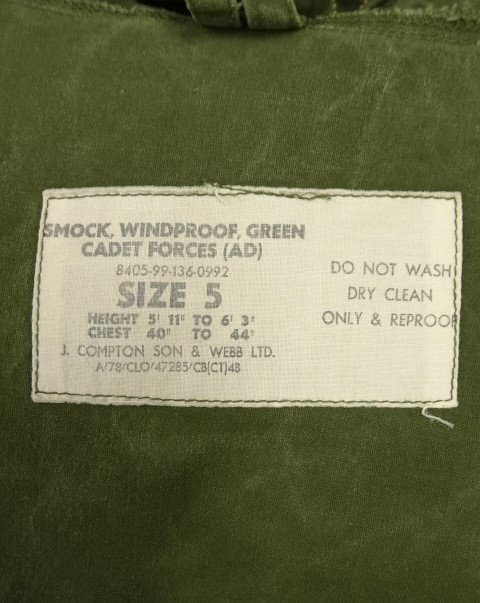 SMOCK, WINDPROOF, GREEN
CADET FORCES (AD)
8405-99-136-0992
SIZE 5
HEIGHT 5' 11" TO 6' 3'
CHEST 40" TO 44"
J. COMPTON SON & WEBB LTD.
A/78/CLO/47285/CB(CT)48
DO NOT WASH
DRY CLEAN
ONLY & REPROOF